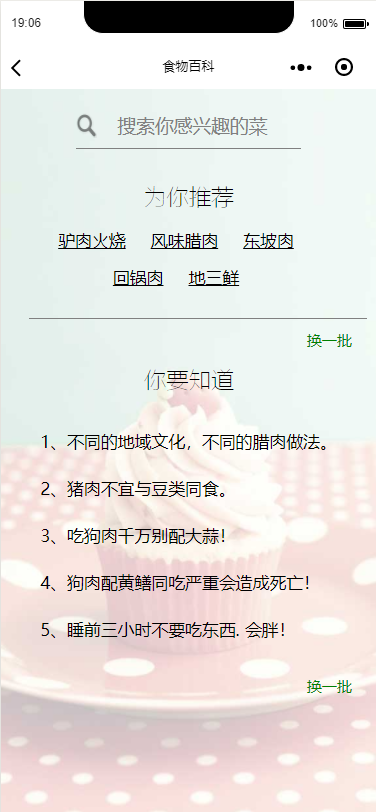 19:06 100%
食物百科
搜索你感兴趣的菜
为你推荐
驴肉火烧 风味腊肉 东坡肉
回锅肉 地三鲜
换一批
你要知道
1、不同的地域文化，不同的腊肉做法。
2、猪肉不宜与豆类同食。
3、吃狗肉千万别配大蒜！
4、狗肉配黄鳝同吃严重会造成死亡！
5、睡前三小时不要吃东西. 会胖！
换一批